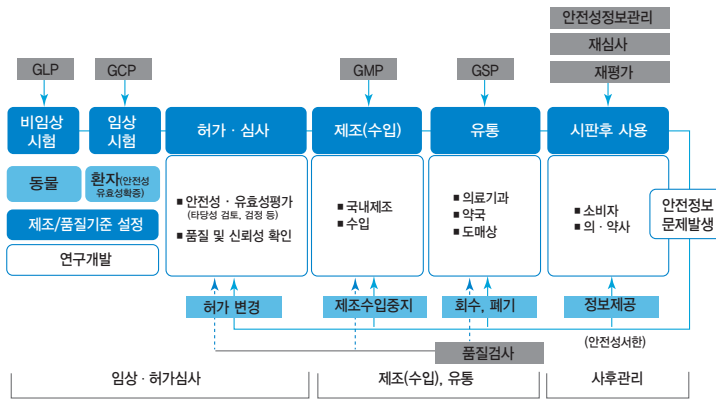 안전성정보관리
재심사
재평가
GLP
GCP
GMP
GSP
비임상
시험
임상
시험
허가 · 심사
제조(수입)
유통
시판후 사용
동물
환자(안전성
유효성확증)
제조/품질기준 설정
연구개발
■ 안전성 · 유효성평가
(타당성 검토, 검정 등)
■ 품질 및 신뢰성 확인
■ 국내제조
■ 수입
■ 의료기과
■ 약국
■ 도매상
■ 소비자
■ 의 · 약사
안전정보
문제발생
허가 변경
제조수입중지
회수, 폐기
정보제공
(안전성서한)
품질검사
임상 · 허가심사
제조(수입), 유통
사후관리